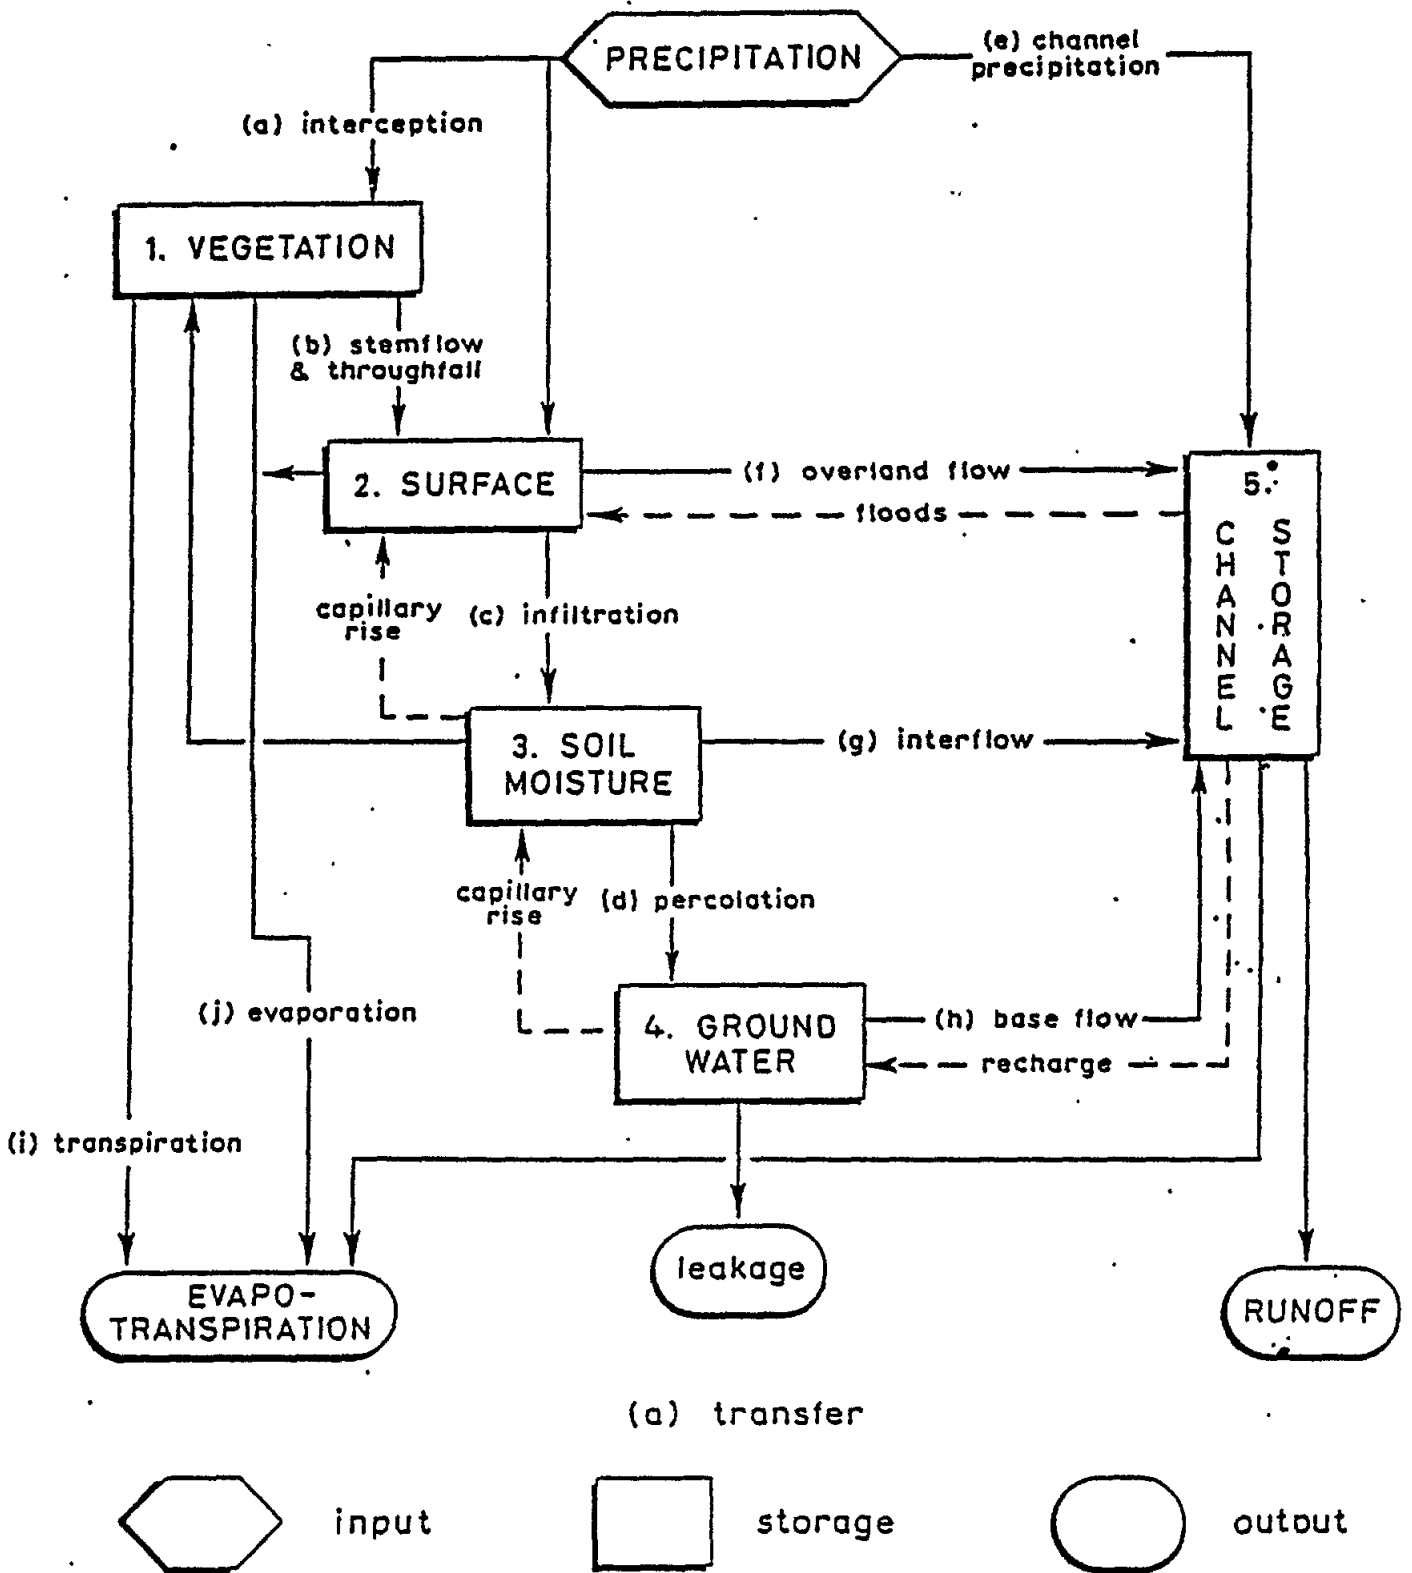 PRECIPITATION
(e) channel
precipitation
(a) interception
1. VEGETATION
(b) stemflow
& throughfall
2. SURFACE
(f) overland flow
floods
5.
CHANNEL
STORAGE
capillary
rise
(c) infiltration
3. SOIL
MOISTURE
(g) interflow
capillary
rise
(d) percolation
(j) evaporation
4. GROUND
WATER
(h) base flow
recharge
(i) transpiration
leakage
EVAPO-
TRANSPIRATION
RUNOFF
(a) transfer
input
storage
output